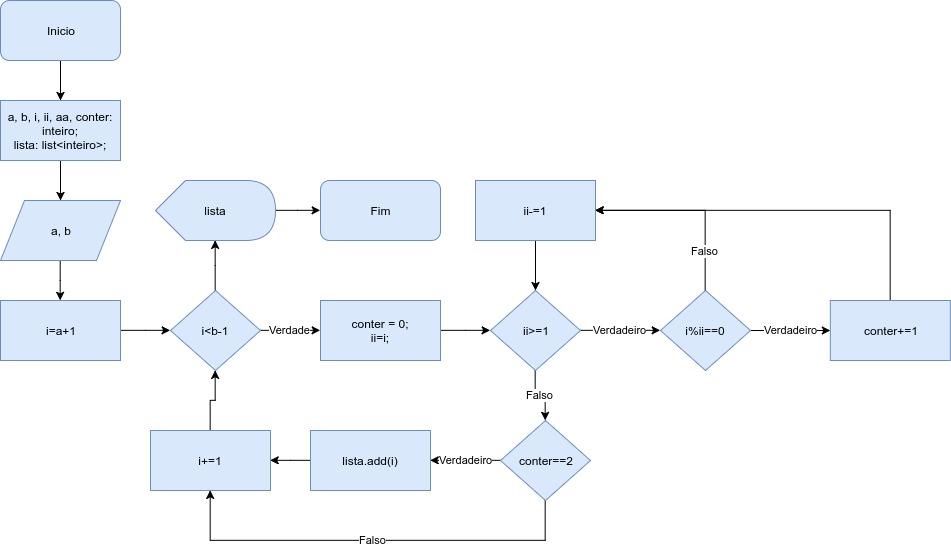 Inicio
a, b, i, ii, aa, conter:
inteiro;
lista: list<inteiro>;
a, b
i=a+1
lista
Fim
i<b-1
Verdade
conter = 0;
ii=i;
ii-=1
ii>=1
Verdadeiro
i%ii==0
Falso
Verdadeiro
conter+=1
Falso
conter==2
Verdadeiro
lista.add(i)
i+=1
Falso